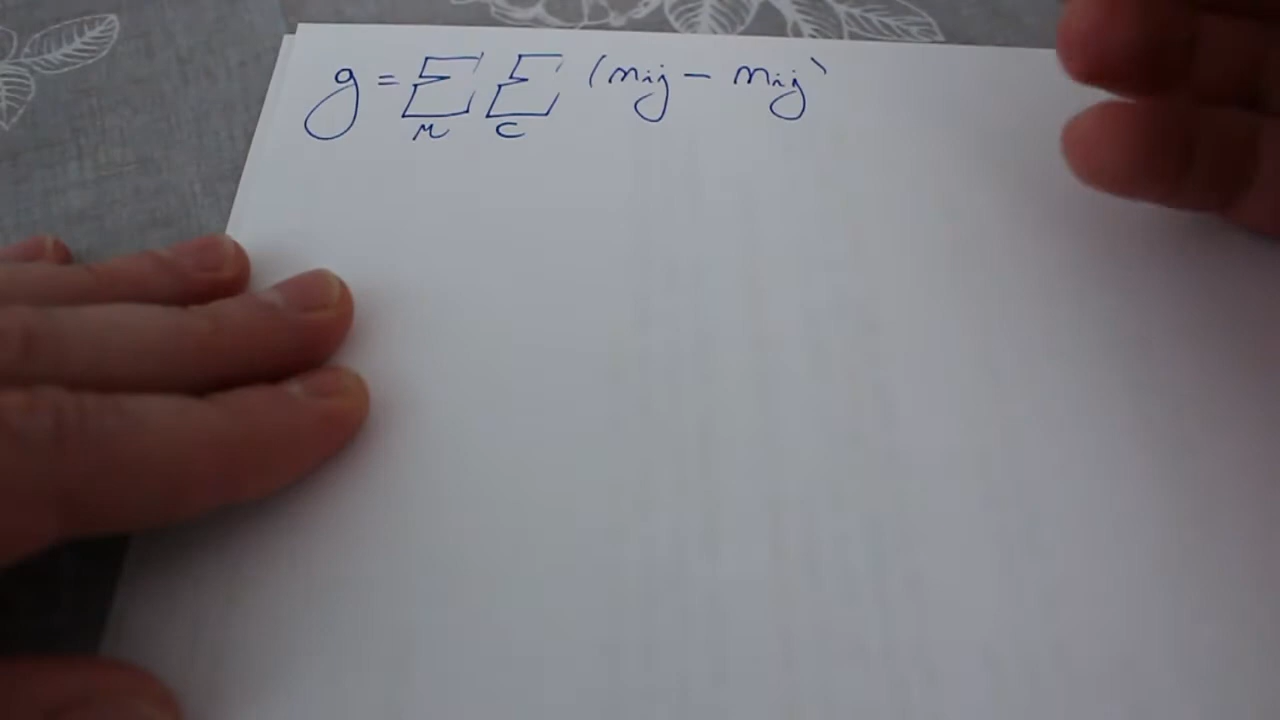 g = Σ Σ (mij - mij)
r c